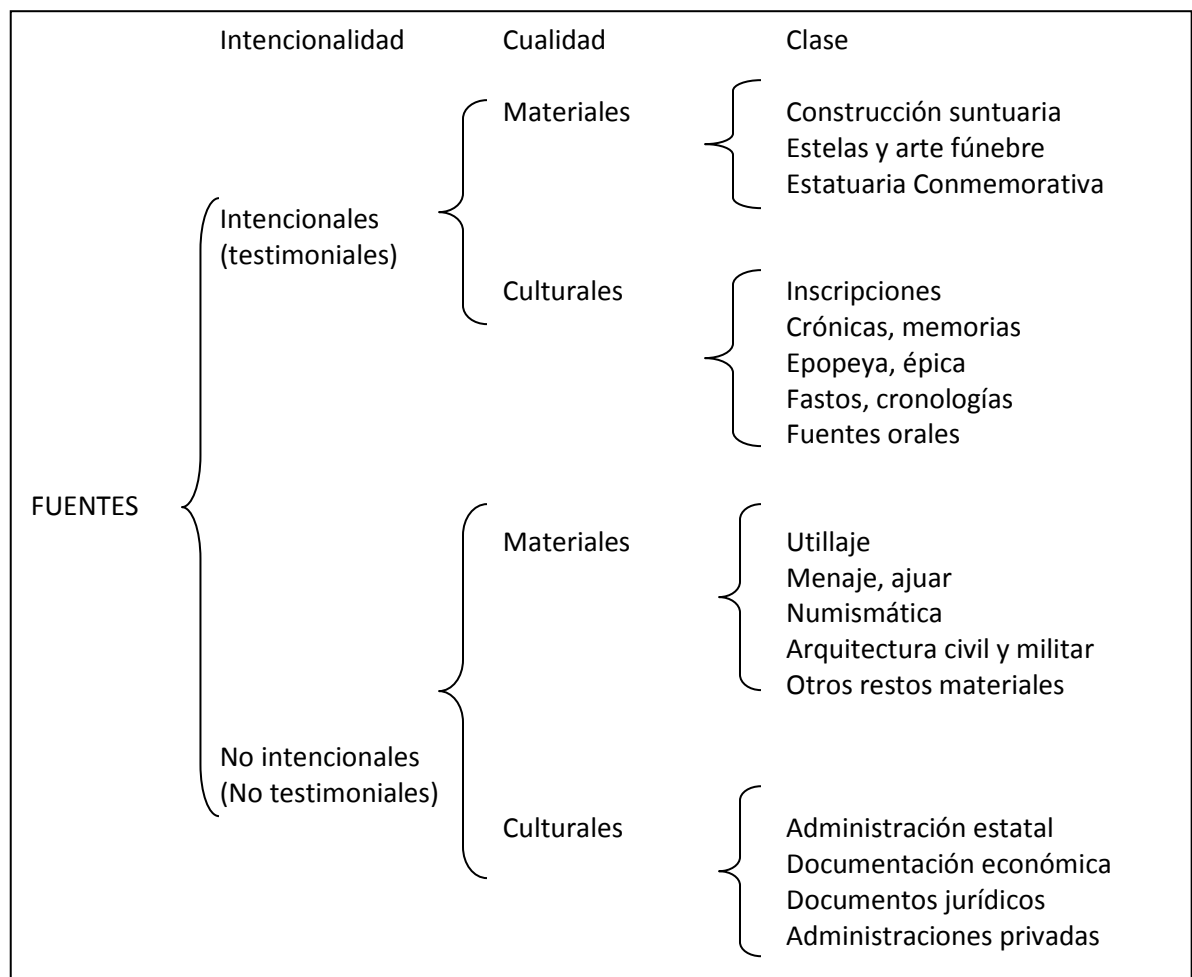 Intencionalidad Cualidad Clase
Materiales
Construcción suntuaria
Estelas y arte fúnebre
Estatuaria Conmemorativa
Intencionales
(testimoniales)
Culturales
Inscripciones
Crónicas, memorias
Epopeya, épica
Fastos, cronologías
Fuentes orales
FUENTES
Materiales
Utillaje
Menaje, ajuar
Numismática
Arquitectura civil y militar
Otros restos materiales
No intencionales
(No testimoniales)
Culturales
Administración estatal
Documentación económica
Documentos jurídicos
Administraciones privadas